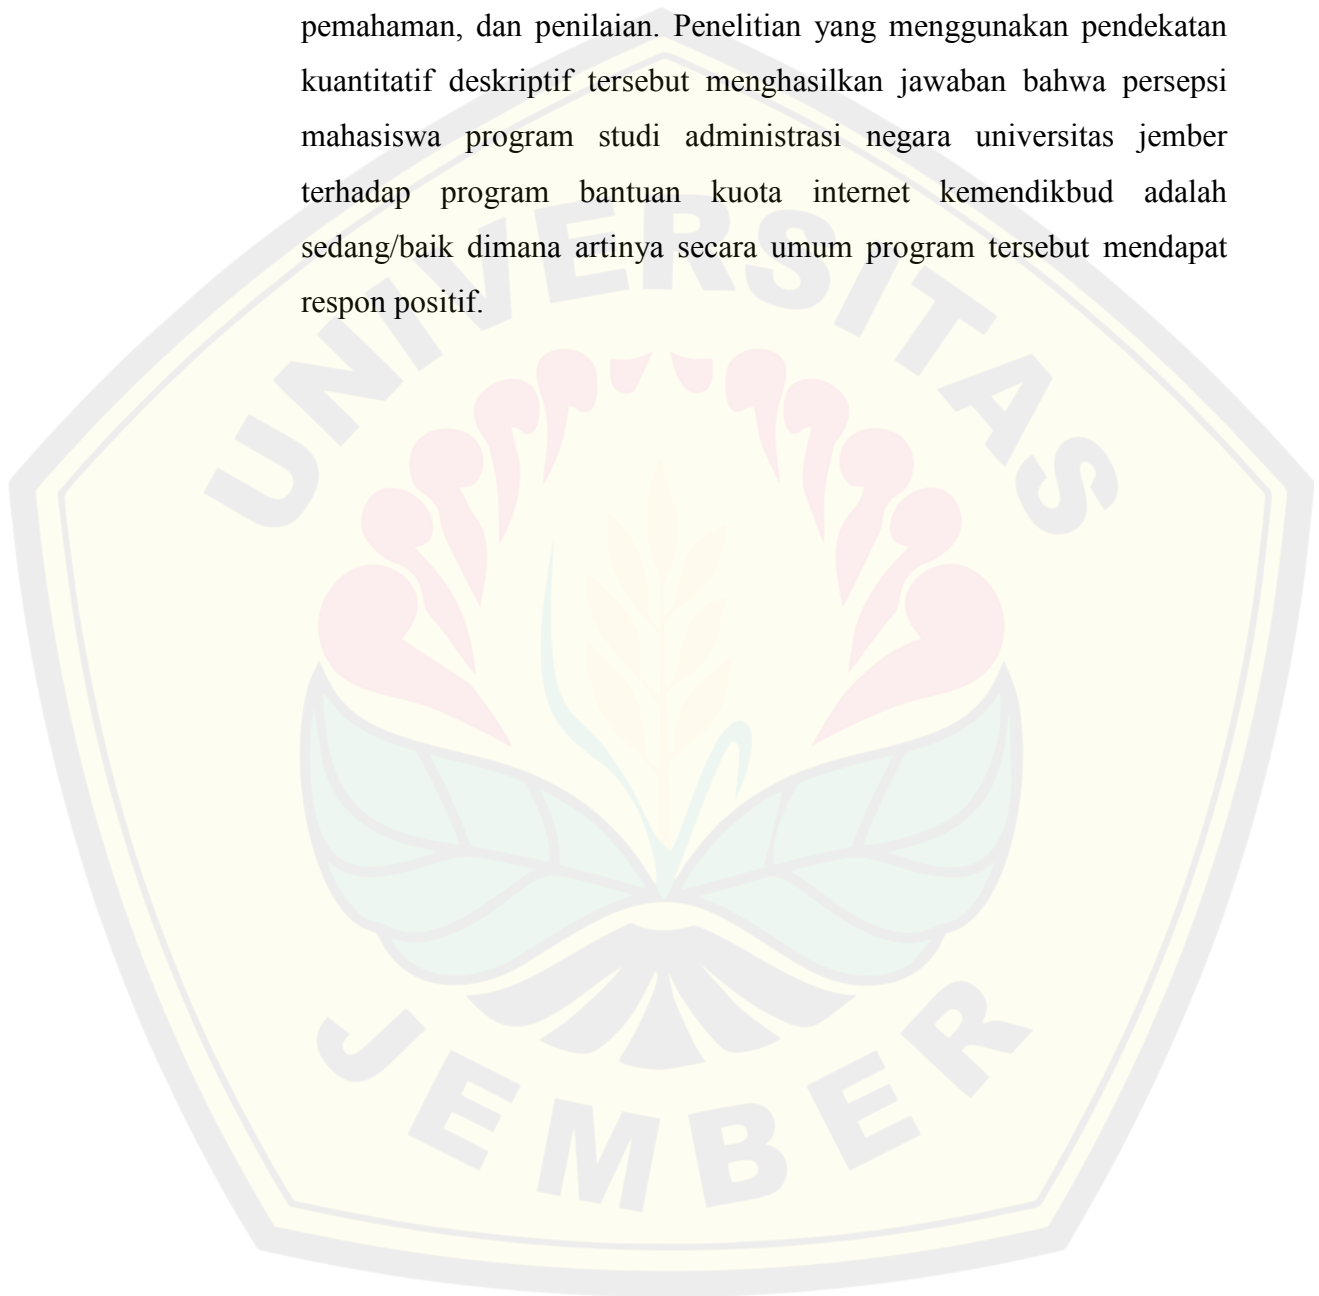 pemahaman, dan penilaian. Penelitian yang menggunakan pendekatan
kuantitatif deskriptif tersebut menghasilkan jawaban bahwa persepsi
mahasiswa program studi administrasi negara universitas jember
terhadap program bantuan kuota internet kemendikbud adalah
sedang/baik dimana artinya secara umum program tersebut mendapat
respon positif.
UNIVERSITAS
JEMBER